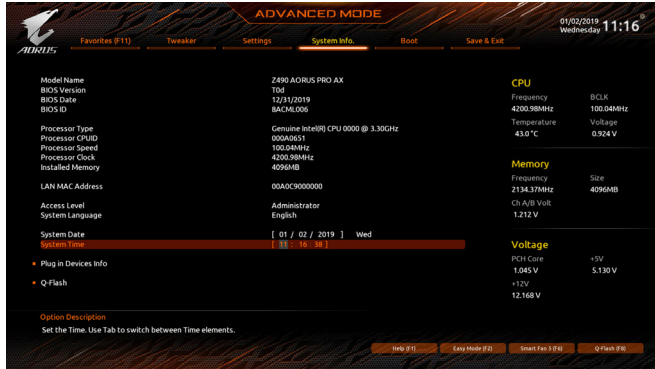 ADVANCED MODE
01/02/2019 Wednesday 11:16
AORUS
Favorites (F11) Tweaker Settings System Info. Boot Save & Exit
Model Name Z490 AORUS PRO AX
BIOS Version T0d
BIOS Date 12/31/2019
BIOS ID 8ACML006
Processor Type Genuine Intel(R) CPU 0000 @ 3.30GHz
Processor CPUID 000A0651
Processor Speed 100.04MHz
Processor Clock 4200.98MHz
Installed Memory 4096MB
LAN MAC Address 00A0C9000000
Access Level Administrator
System Language English
System Date [ 01 / 02 / 2019 ] Wed
System Time [ 11 : 16 : 38 ]
Plug in Devices Info
Q-Flash
CPU
Frequency BCLK
4200.98MHz 100.04MHz
Temperature Voltage
43.0 °C 0.924 V
Memory
Frequency Size
2134.37MHz 4096MB
Ch A/B Volt
1.212 V
Voltage
PCH Core +5V
1.045 V 5.130 V
+12V
12.168 V
Option Description
Set the Time. Use Tab to switch between Time elements.
Help (F1) Easy Mode (F2) Smart Fan 5 (F6) Q-Flash (F8)